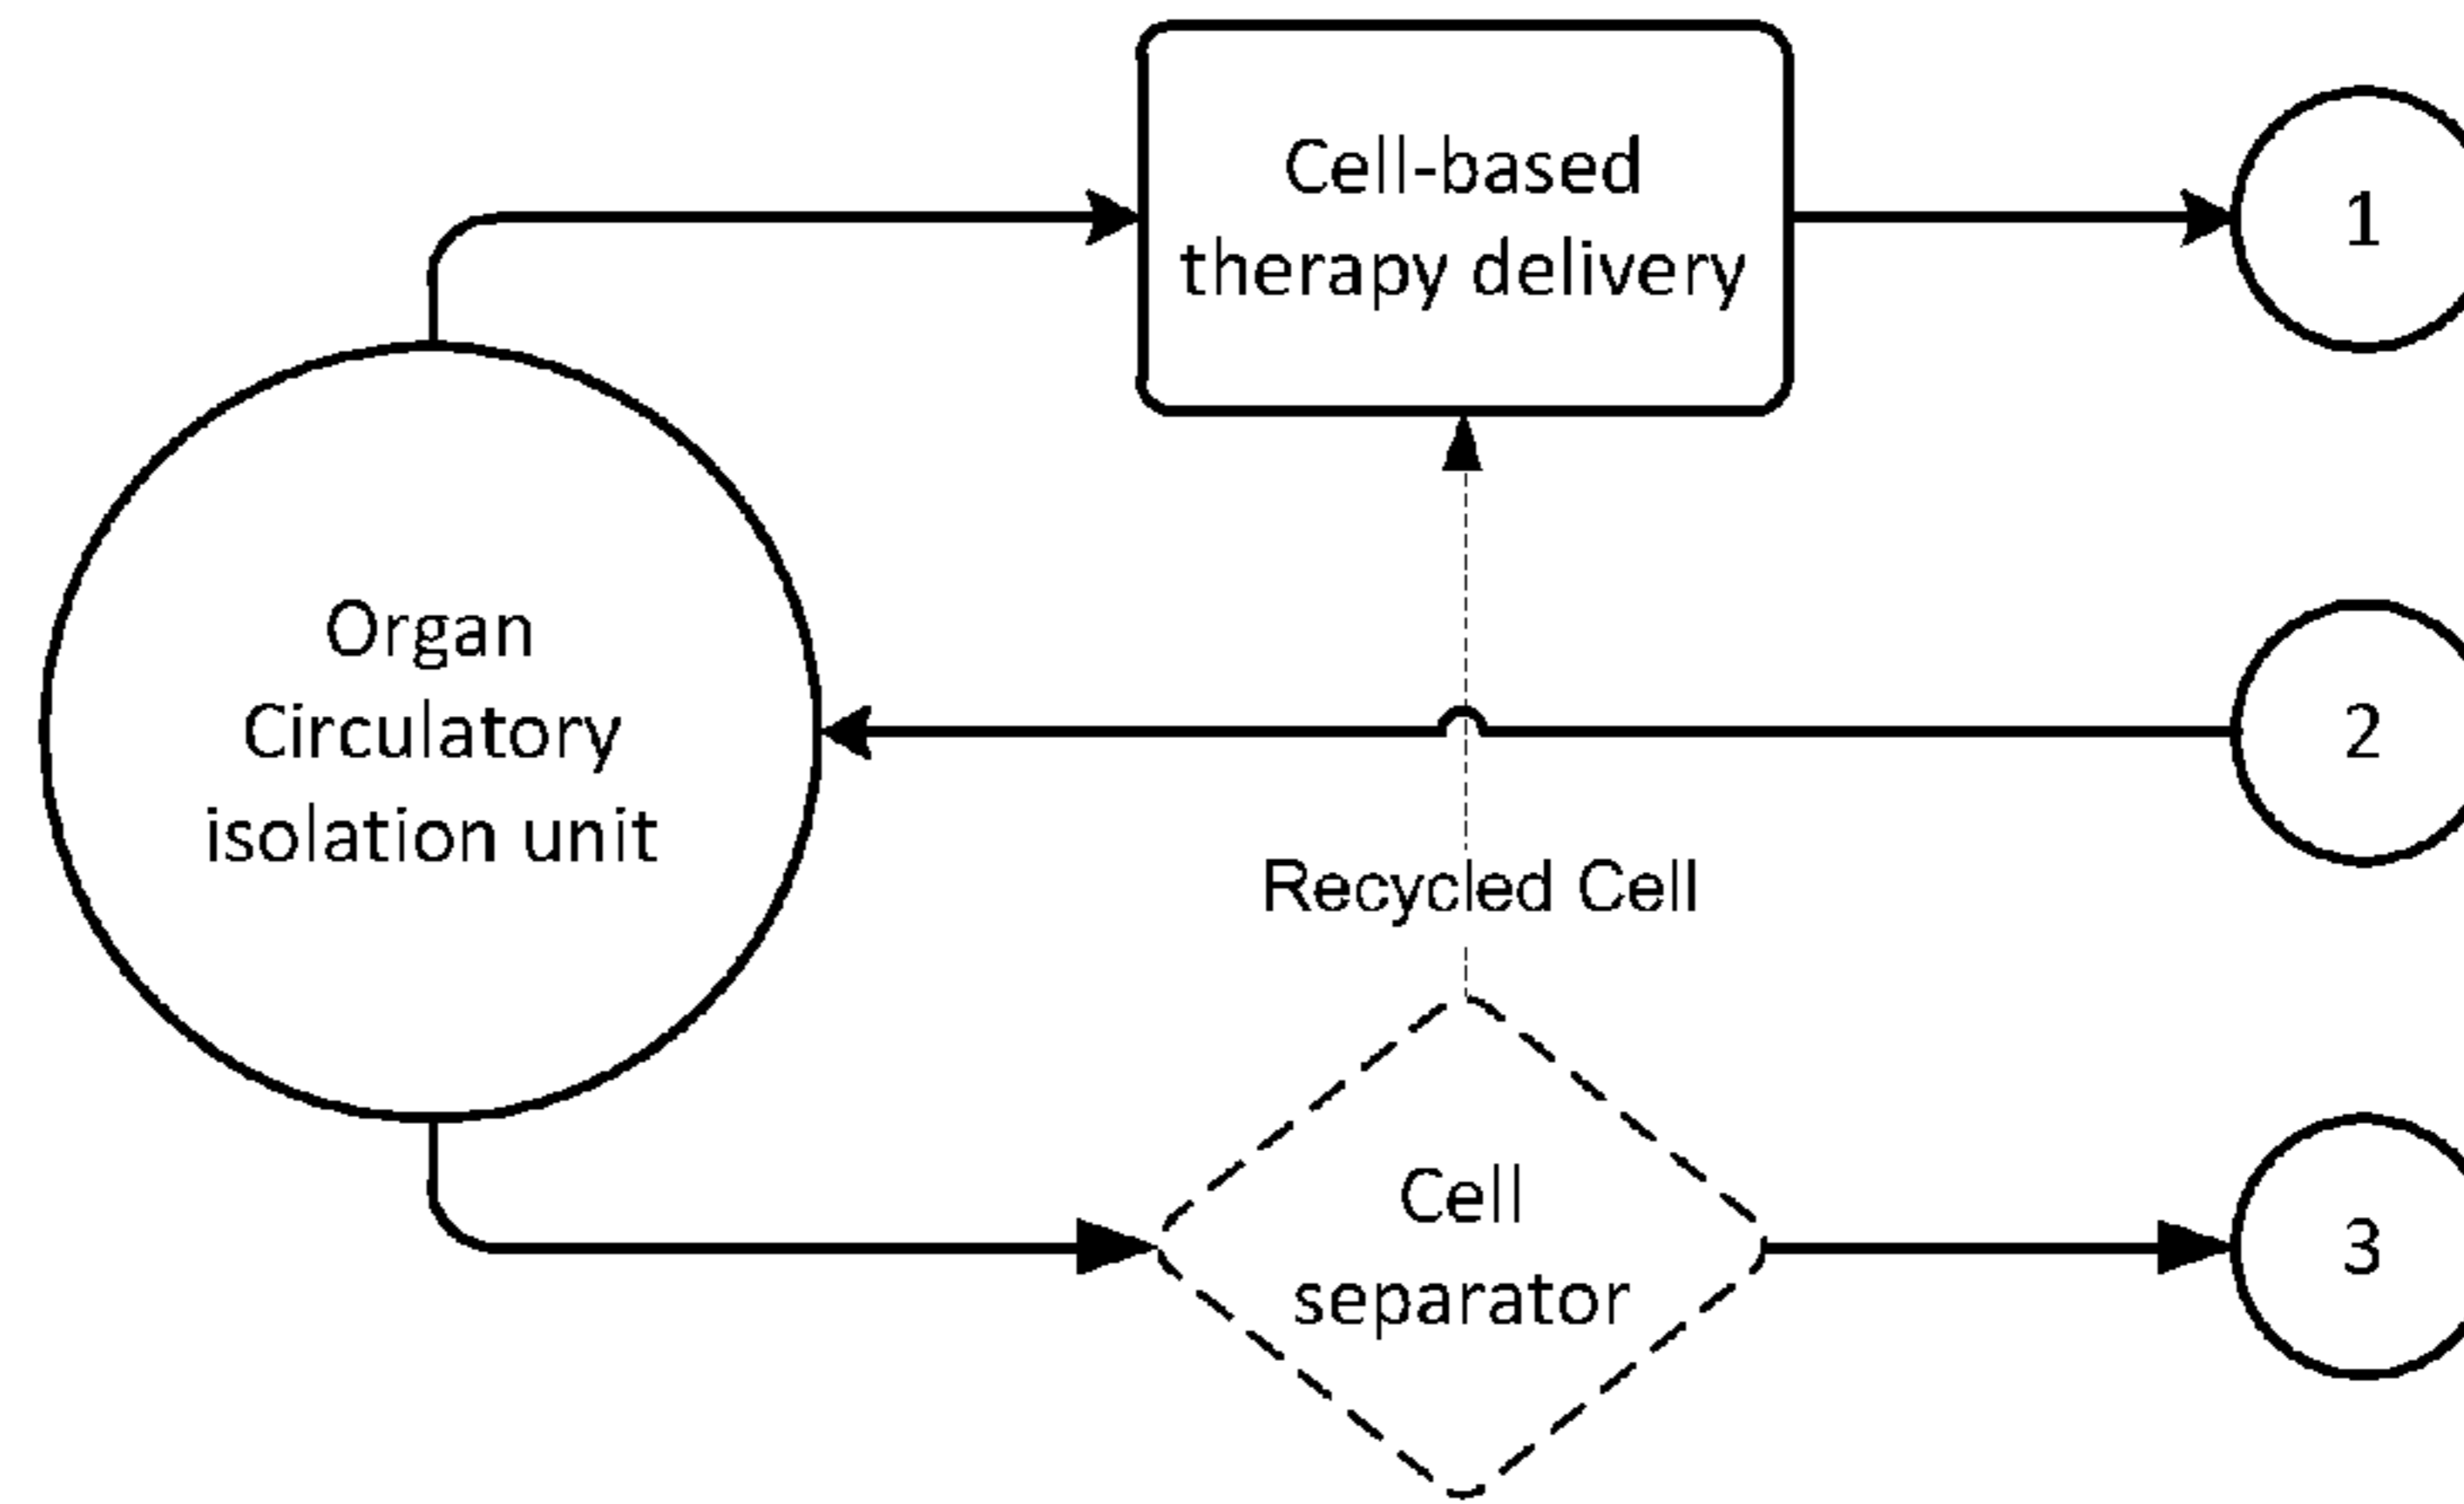 Cell-based
therapy delivery
1
Organ
Circulatory
isolation unit
2
Recycled Cell
Cell
separator
3